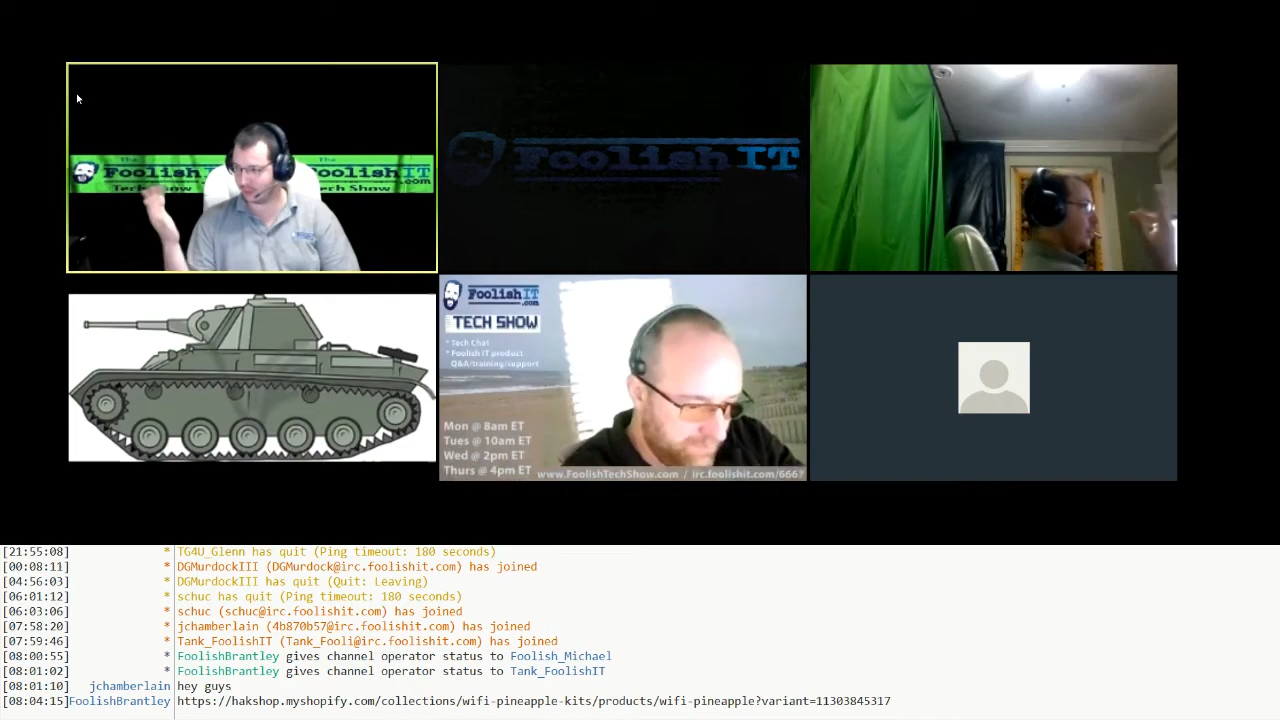 The
The
Foolish
FoolishIT
.com
Tech Show
Tech Show
FoolishIT
FoolishIT
.com
TECH SHOW
* Tech Chat
* Foolish IT product
Q&A/training/support
Mon @ 8am ET
Tues @ 10am ET
Wed @ 2pm ET
Thurs @ 4pm ET
www.FoolishTechShow.com / irc.foolishit.com/666?
[21:55:08] * TG4U_Glenn has quit (Ping timeout: 180 seconds)
[00:08:11] * DGMurdockIII (DGMurdock@irc.foolishit.com) has joined
[04:56:03] * DGMurdockIII has quit (Quit: Leaving)
[06:01:12] * schuc has quit (Ping timeout: 180 seconds)
[06:03:06] * schuc (schuc@irc.foolishit.com) has joined
[07:58:20] * jchamberlain (4b870b57@irc.foolishit.com) has joined
[07:59:46] * Tank_FoolishIT (Tank_Fooli@irc.foolishit.com) has joined
[08:00:55] * FoolishBrantley gives channel operator status to Foolish_Michael
[08:01:02] * FoolishBrantley gives channel operator status to Tank_FoolishIT
[08:01:10] jchamberlain hey guys
[08:04:15] FoolishBrantley https://hakshop.myshopify.com/collections/wifi-pineapple-kits/products/wifi-pineapple?variant=11303845317